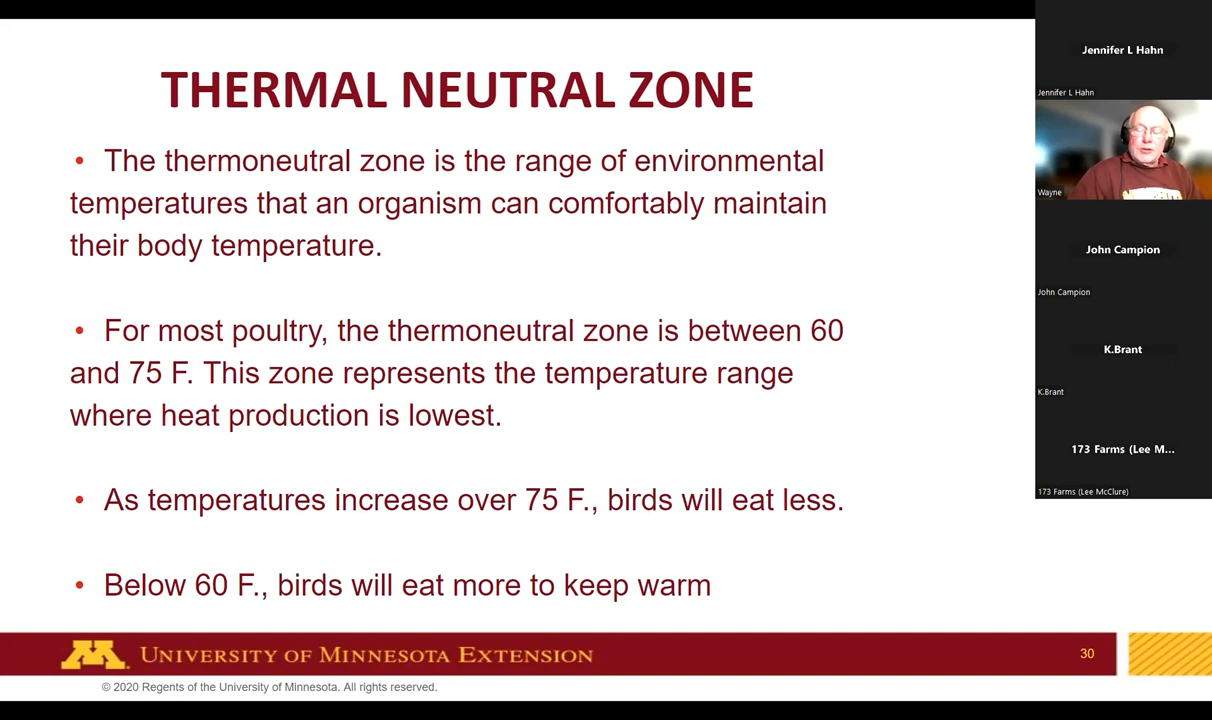 THERMAL NEUTRAL ZONE
• The thermoneutral zone is the range of environmental
temperatures that an organism can comfortably maintain
their body temperature.
• For most poultry, the thermoneutral zone is between 60
and 75 F. This zone represents the temperature range
where heat production is lowest.
• As temperatures increase over 75 F., birds will eat less.
• Below 60 F., birds will eat more to keep warm
UNIVERSITY OF MINNESOTA EXTENSION
30
© 2020 Regents of the University of Minnesota. All rights reserved.
Jennifer L Hahn
Jennifer L Hahn
Wayne
John Campion
John Campion
K.Brant
K.Brant
173 Farms (Lee M...
173 Farms (Lee McClure)